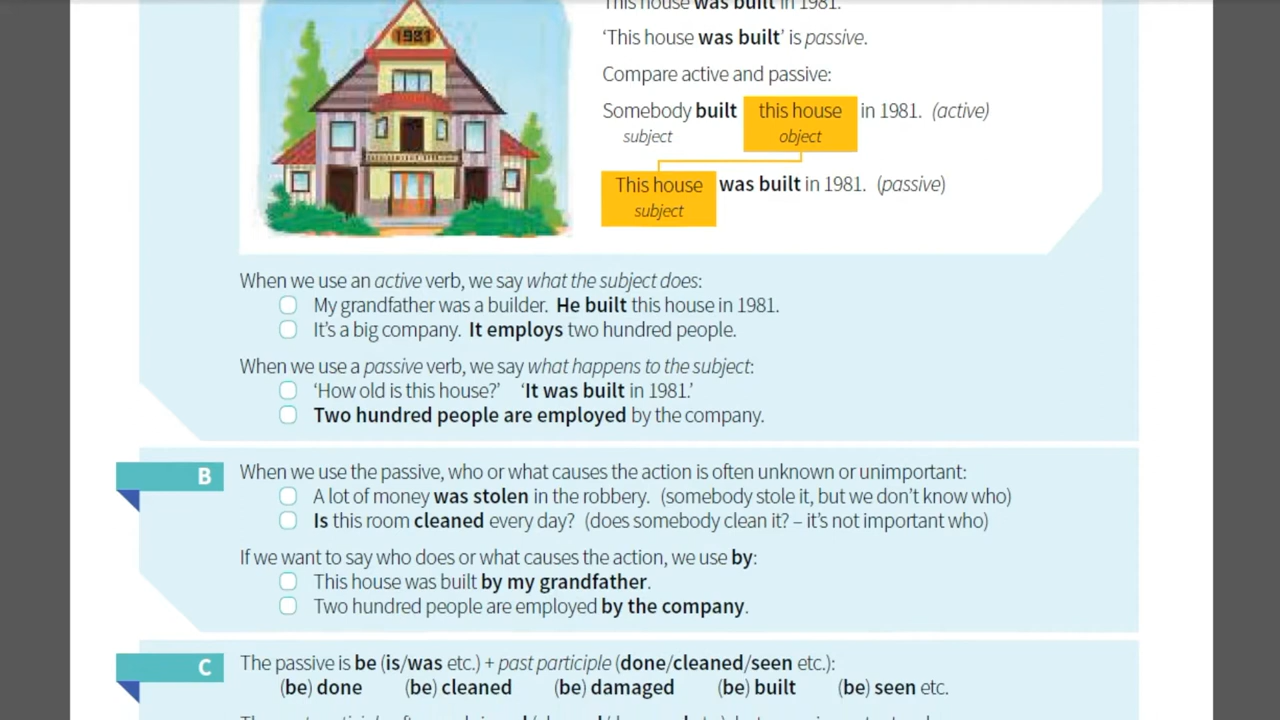 This house was built in 1981.
1981
'This house was built' is passive.
Compare active and passive:
Somebody built this house in 1981. (active)
subject object
This house was built in 1981. (passive)
subject
When we use an active verb, we say what the subject does:
My grandfather was a builder. He built this house in 1981.
It's a big company. It employs two hundred people.
When we use a passive verb, we say what happens to the subject:
'How old is this house?' 'It was built in 1981.'
Two hundred people are employed by the company.
B
When we use the passive, who or what causes the action is often unknown or unimportant:
A lot of money was stolen in the robbery. (somebody stole it, but we don't know who)
Is this room cleaned every day? (does somebody clean it? – it's not important who)
If we want to say who does or what causes the action, we use by:
This house was built by my grandfather.
Two hundred people are employed by the company.
C
The passive is be (is/was etc.) + past participle (done/cleaned/seen etc.):
(be) done (be) cleaned (be) damaged (be) built (be) seen etc.